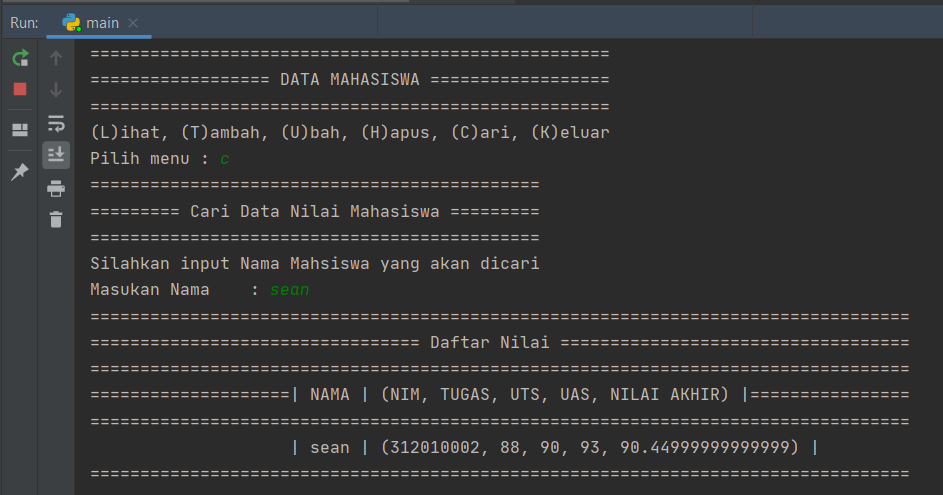 Run: main
====================================================
================== DATA MAHASISWA ==================
====================================================
(L)ihat, (T)ambah, (U)bah, (H)apus, (C)ari, (K)eluar
Pilih menu : c
=============================================
========= Cari Data Nilai Mahasiswa =========
=============================================
Silahkan input Nama Mahsiswa yang akan dicari
Masukan Nama    : sean
==================================================================================
================================= Daftar Nilai ===================================
==================================================================================
====================| NAMA | (NIM, TUGAS, UTS, UAS, NILAI AKHIR) |================
==================================================================================
                    | sean | (312010002, 88, 90, 93, 90.44999999999999) |
==================================================================================